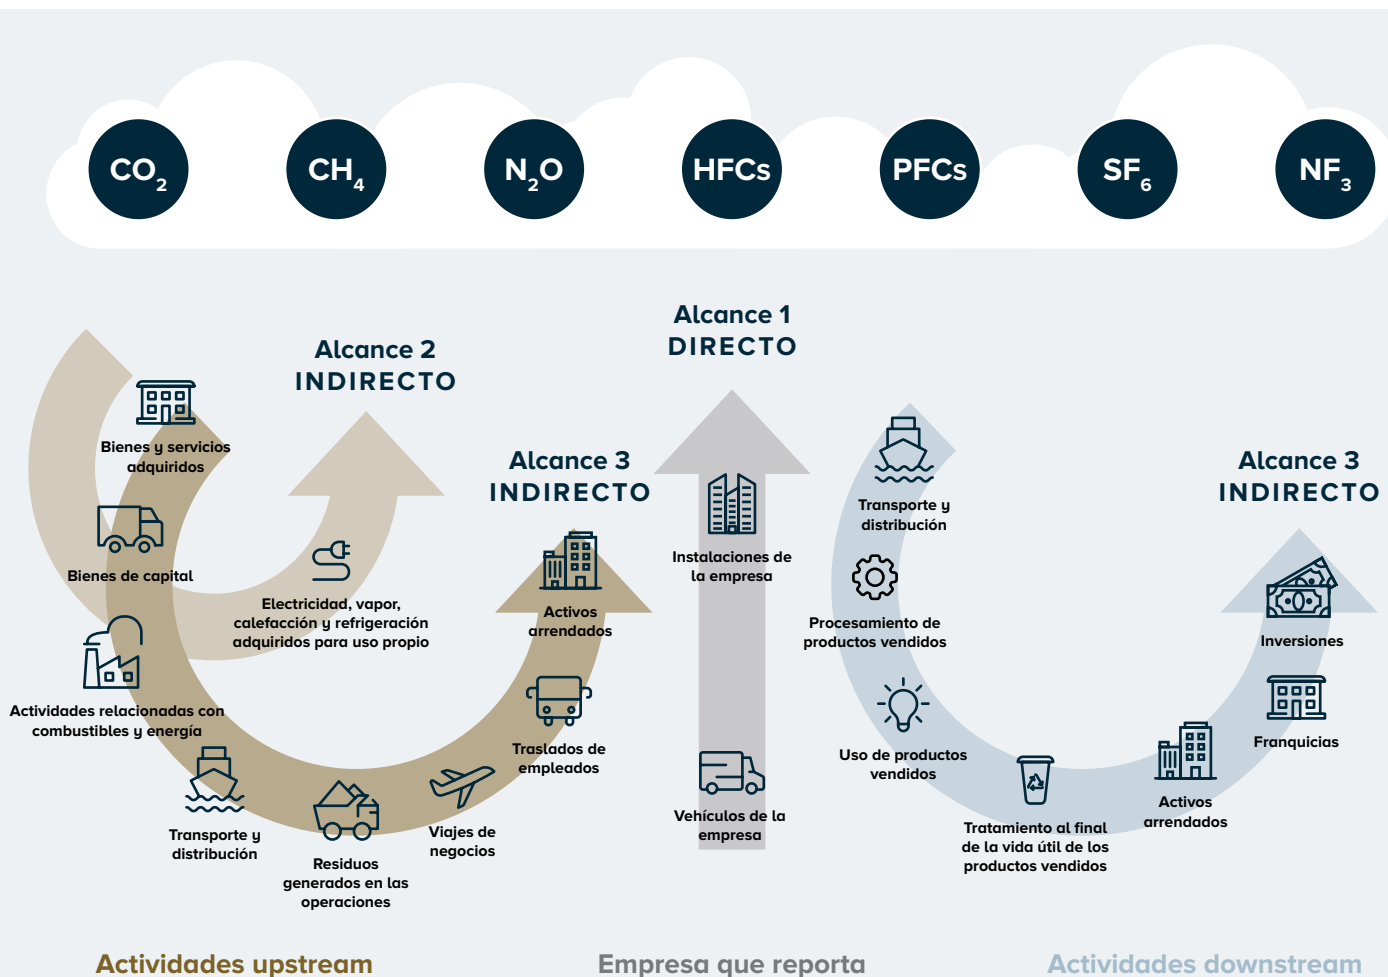 CO₂
CH₄
N₂O
HFCs
PFCs
SF₆
NF₃
Alcance 2
INDIRECTO
Bienes y servicios
adquiridos
Bienes de capital
Electricidad, vapor,
calefacción y refrigeración
adquiridos para uso propio
Actividades relacionadas con
combustibles y energía
Transporte y
distribución
Residuos
generados en las
operaciones
Viajes de
negocios
Traslados de
empleados
Activos
arrendados
Alcance 3
INDIRECTO
Alcance 1
DIRECTO
Instalaciones de
la empresa
Vehículos de la
empresa
Transporte y
distribución
Procesamiento de
productos vendidos
Uso de productos
vendidos
Tratamiento al final
de la vida útil de los
productos vendidos
Activos
arrendados
Franquicias
Inversiones
Alcance 3
INDIRECTO
Actividades upstream
Empresa que reporta
Actividades downstream